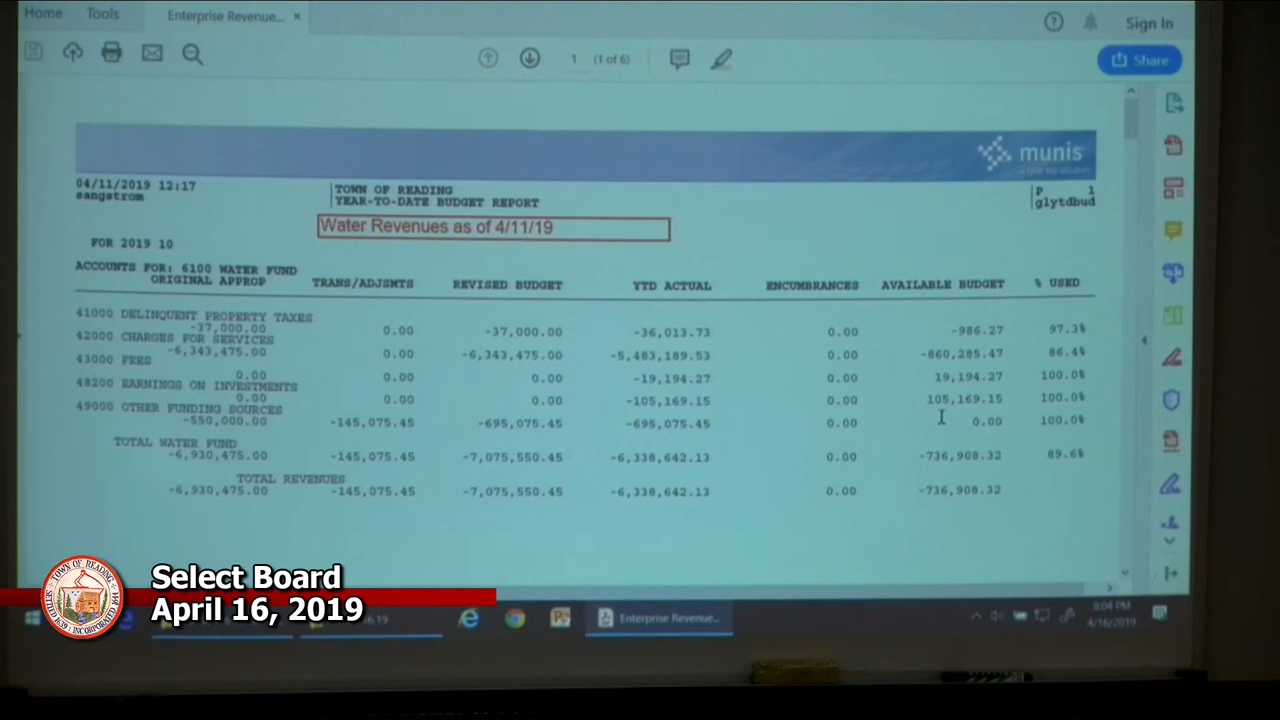 Home Tools Enterprise Revenue... ×
Sign In
1 (1 of 6)
Share
munis
04/11/2019 12:17
sangstrom
TOWN OF READING
YEAR-TO-DATE BUDGET REPORT
P 1
glytdbud
Water Revenues as of 4/11/19
FOR 2019 10
ACCOUNTS FOR: 6100 WATER FUND
ORIGINAL APPROP TRANS/ADJSMTS REVISED BUDGET YTD ACTUAL ENCUMBRANCES AVAILABLE BUDGET % USED
41000 DELINQUENT PROPERTY TAXES
-37,000.00 0.00 -37,000.00 -36,013.73 0.00 -986.27 97.3%
42000 CHARGES FOR SERVICES
-6,343,475.00 0.00 -6,343,475.00 -5,483,189.53 0.00 -860,285.47 86.4%
43000 FEES
0.00 0.00 0.00 -19,194.27 0.00 19,194.27 100.0%
48200 EARNINGS ON INVESTMENTS
0.00 0.00 0.00 -105,169.15 0.00 105,169.15 100.0%
49000 OTHER FUNDING SOURCES
-550,000.00 -145,075.45 -695,075.45 -695,075.45 0.00 0.00 100.0%
TOTAL WATER FUND
-6,930,475.00 -145,075.45 -7,075,550.45 -6,338,642.13 0.00 -736,908.32 89.6%
TOTAL REVENUES
-6,930,475.00 -145,075.45 -7,075,550.45 -6,338,642.13 0.00 -736,908.32
TOWN OF READING
SETTLED 1639 INCORPORATED 1644
Select Board
April 16, 2019
Enterprise Revenue...
8:04 PM
4/16/2019